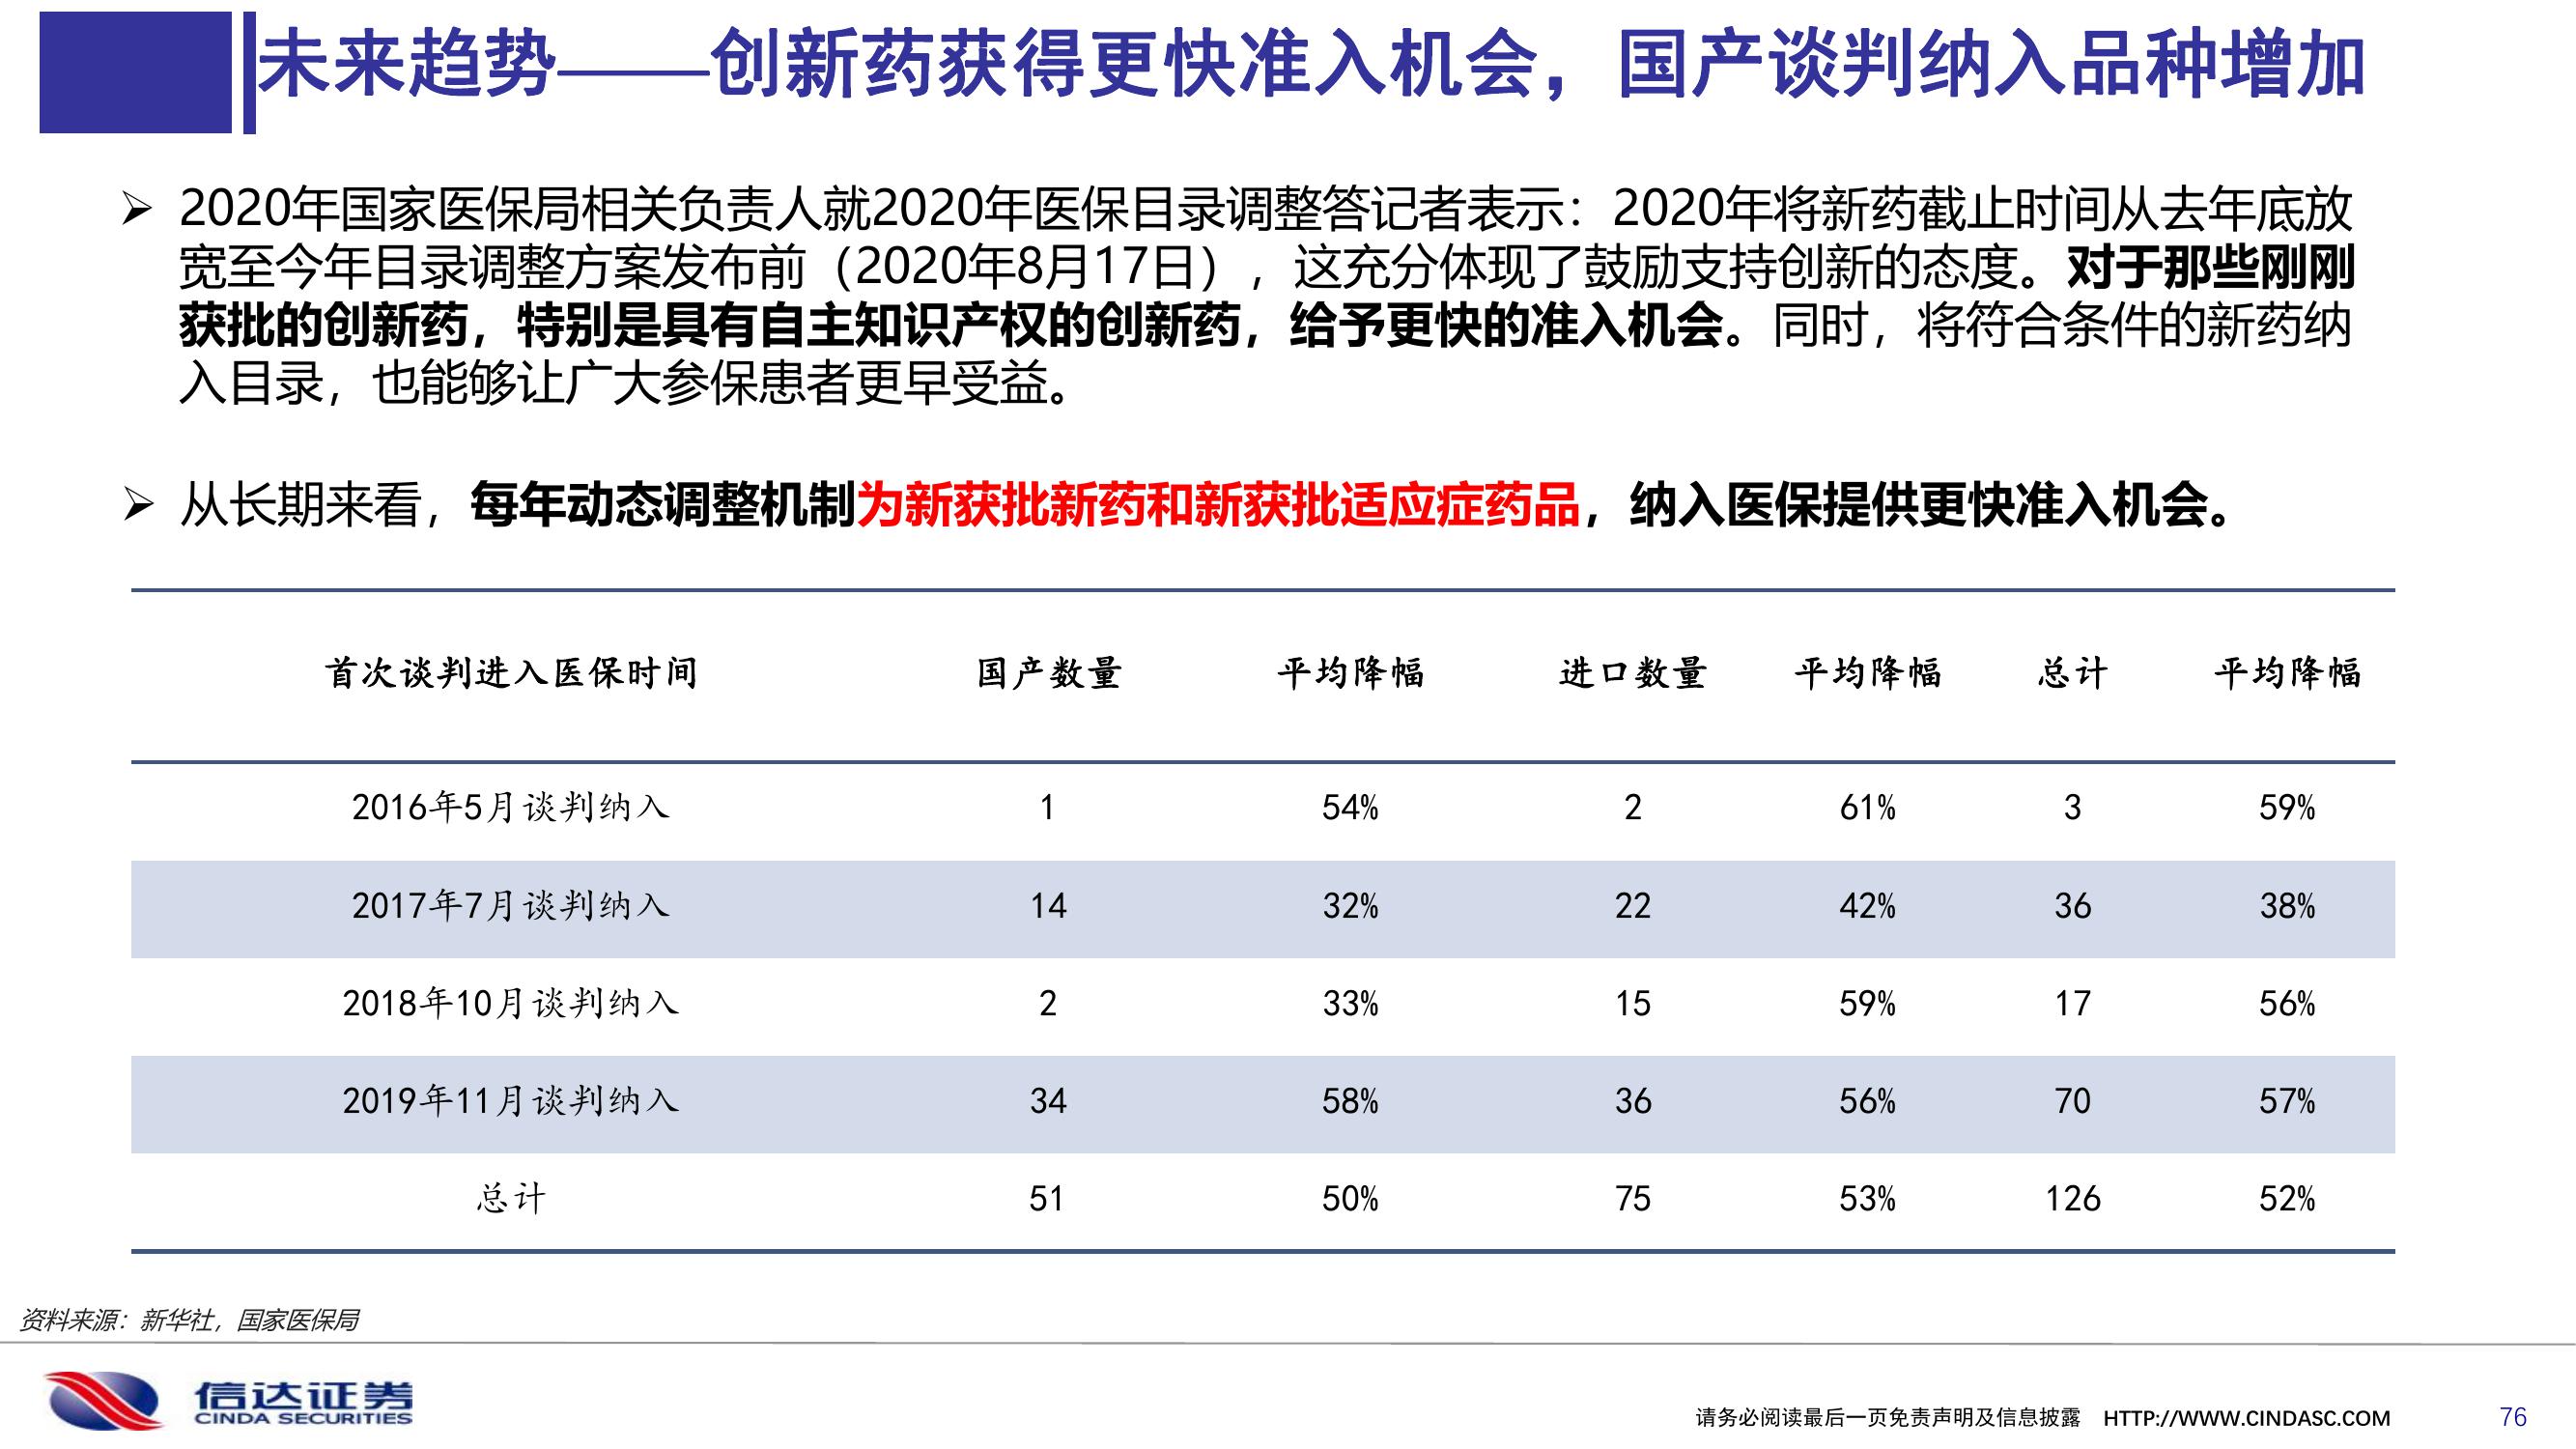 未来趋势——创新药获得更快准入机会，国产谈判纳入品种增加
➢ 2020年国家医保局相关负责人就2020年医保目录调整答记者表示：2020年将新药截止时间从去年底放
宽至今年目录调整方案发布前（2020年8月17日），这充分体现了鼓励支持创新的态度。对于那些刚刚
获批的创新药，特别是具有自主知识产权的创新药，给予更快的准入机会。同时，将符合条件的新药纳
入目录，也能够让广大参保患者更早受益。
➢ 从长期来看，每年动态调整机制为新获批新药和新获批适应症药品，纳入医保提供更快准入机会。
首次谈判进入医保时间 国产数量 平均降幅 进口数量 平均降幅 总计 平均降幅
2016年5月谈判纳入 1 54% 2 61% 3 59%
2017年7月谈判纳入 14 32% 22 42% 36 38%
2018年10月谈判纳入 2 33% 15 59% 17 56%
2019年11月谈判纳入 34 58% 36 56% 70 57%
总计 51 50% 75 53% 126 52%
资料来源：新华社，国家医保局
信达证券
CINDA SECURITIES
请务必阅读最后一页免责声明及信息披露 HTTP://WWW.CINDASC.COM 76